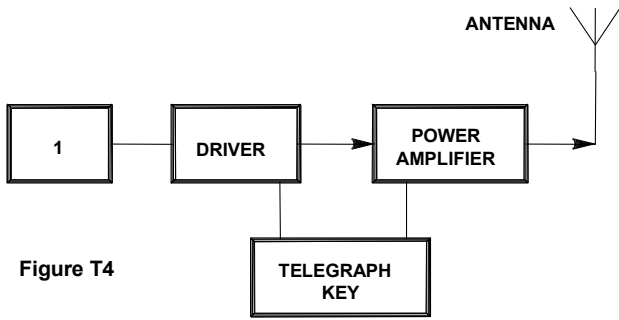 ANTENNA
1
DRIVER
POWER
AMPLIFIER
TELEGRAPH
KEY
Figure T4